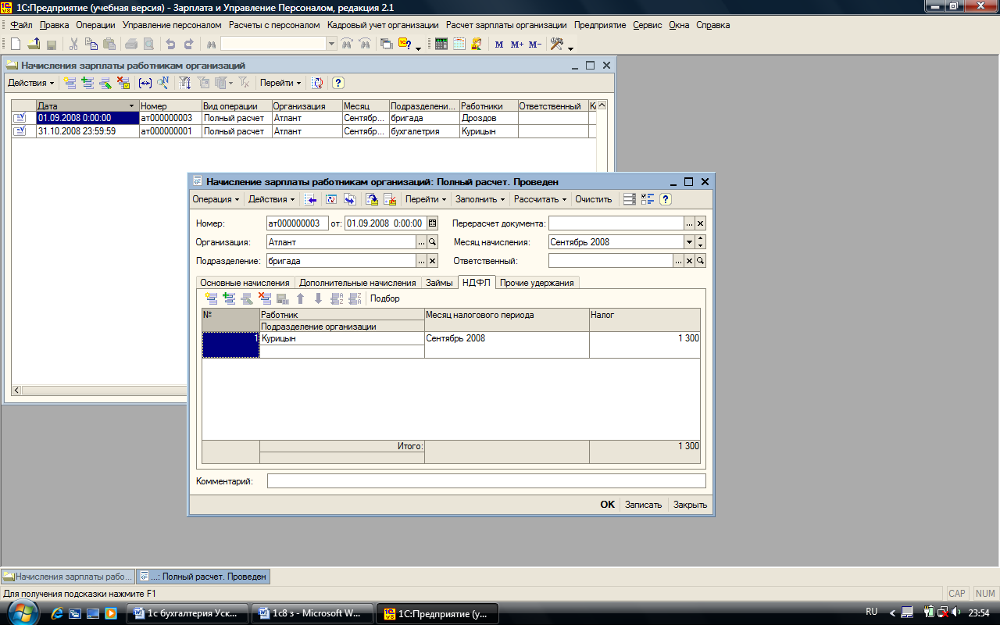 1С:Предприятие (учебная версия) - Зарплата и Управление Персоналом, редакция 2.1
Файл Правка Операции Управление персоналом Расчеты с персоналом Кадровый учет организации Расчет зарплаты организации Предприятие Сервис Окна Справка
M M+ M-
Начисления зарплаты работникам организаций
Действия Перейти
Дата Номер Вид операции Организация Месяц Подразделени... Работники Ответственный К
01.09.2008 0:00:00 ат000000003 Полный расчет Атлант Сентябр... бригада Дроздов
31.10.2008 23:59:59 ат000000001 Полный расчет Атлант Сентябр... бухгалетрия Курицын
Начисление зарплаты работникам организаций: Полный расчет. Проведен
Операция Действия Перейти Заполнить Рассчитать Очистить
Номер: ат000000003 от: 01.09.2008 0:00:00 Перерасчет документа:
Организация: Атлант Месяц начисления: Сентябрь 2008
Подразделение: бригада Ответственный:
Основные начисления Дополнительные начисления Займы НДФЛ Прочие удержания
Подбор
№ Работник Месяц налогового периода Налог
Подразделение организации
1 Курицын Сентябрь 2008 1 300
Итого: 1 300
Комментарий:
OK Записать Закрыть
Начисления зарплаты рабо... ...: Полный расчет. Проведен
Для получения подсказки нажмите F1 CAP NUM
1с бухгалтерия Уск... 1с8 з - Microsoft W... 1С:Предприятие (у... RU 23:54